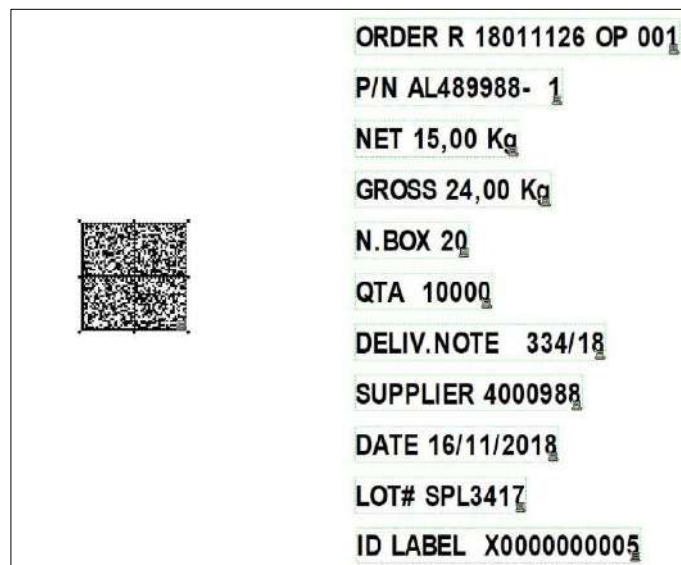 ORDER R 18011126 OP 001
P/N AL489988-  1
NET 15,00 Kg
GROSS 24,00 Kg
N.BOX 20
QTA  10000
DELIV.NOTE   334/18
SUPPLIER 4000988
DATE 16/11/2018
LOT# SPL3417
ID LABEL  X0000000005